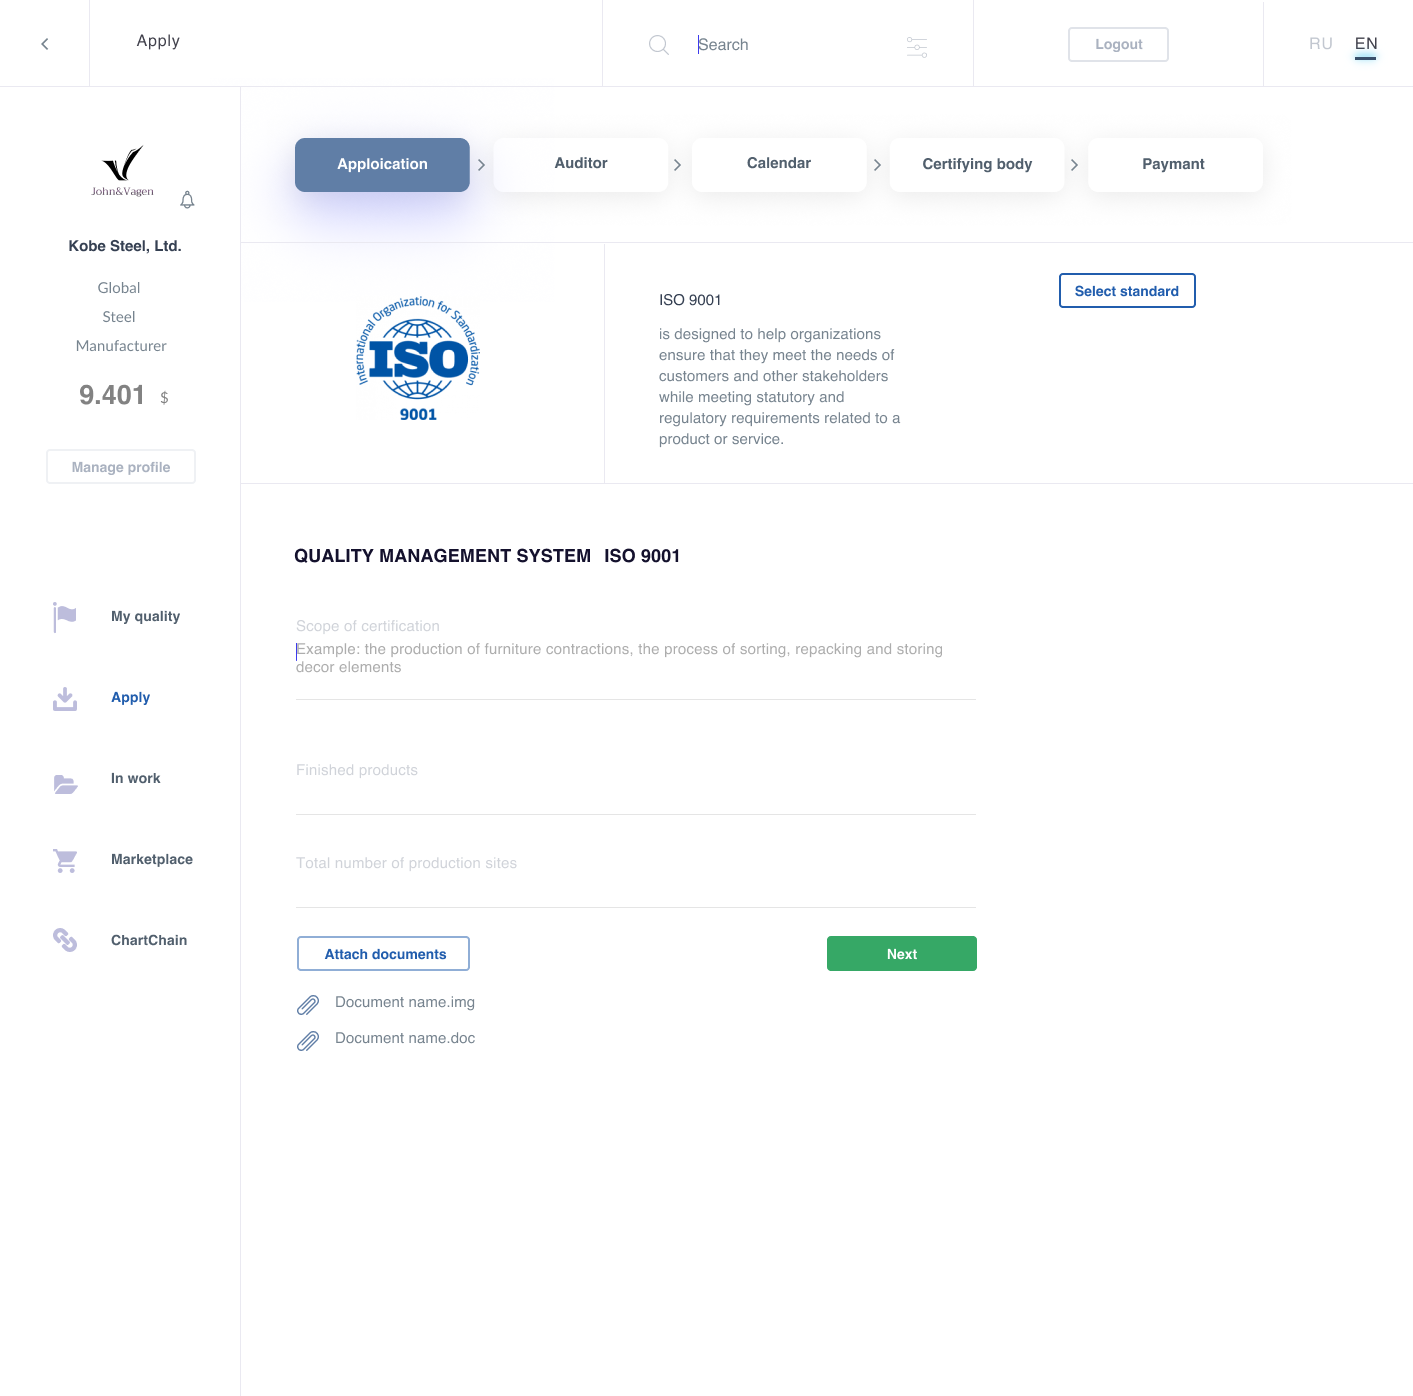 Apply
Search
Logout
RU EN
John&Vagen
Kobe Steel, Ltd.
Global
Steel
Manufacturer
9.401 $
Manage profile
My quality
Apply
In work
Marketplace
ChartChain
Apploication
Auditor
Calendar
Certifying body
Paymant
International Organization for Standardization
ISO
9001
ISO 9001
is designed to help organizations
ensure that they meet the needs of
customers and other stakeholders
while meeting statutory and
regulatory requirements related to a
product or service.
Select standard
QUALITY MANAGEMENT SYSTEM ISO 9001
Scope of certification
Example: the production of furniture contractions, the process of sorting, repacking and storing
decor elements
Finished products
Total number of production sites
Attach documents
Next
Document name.img
Document name.doc